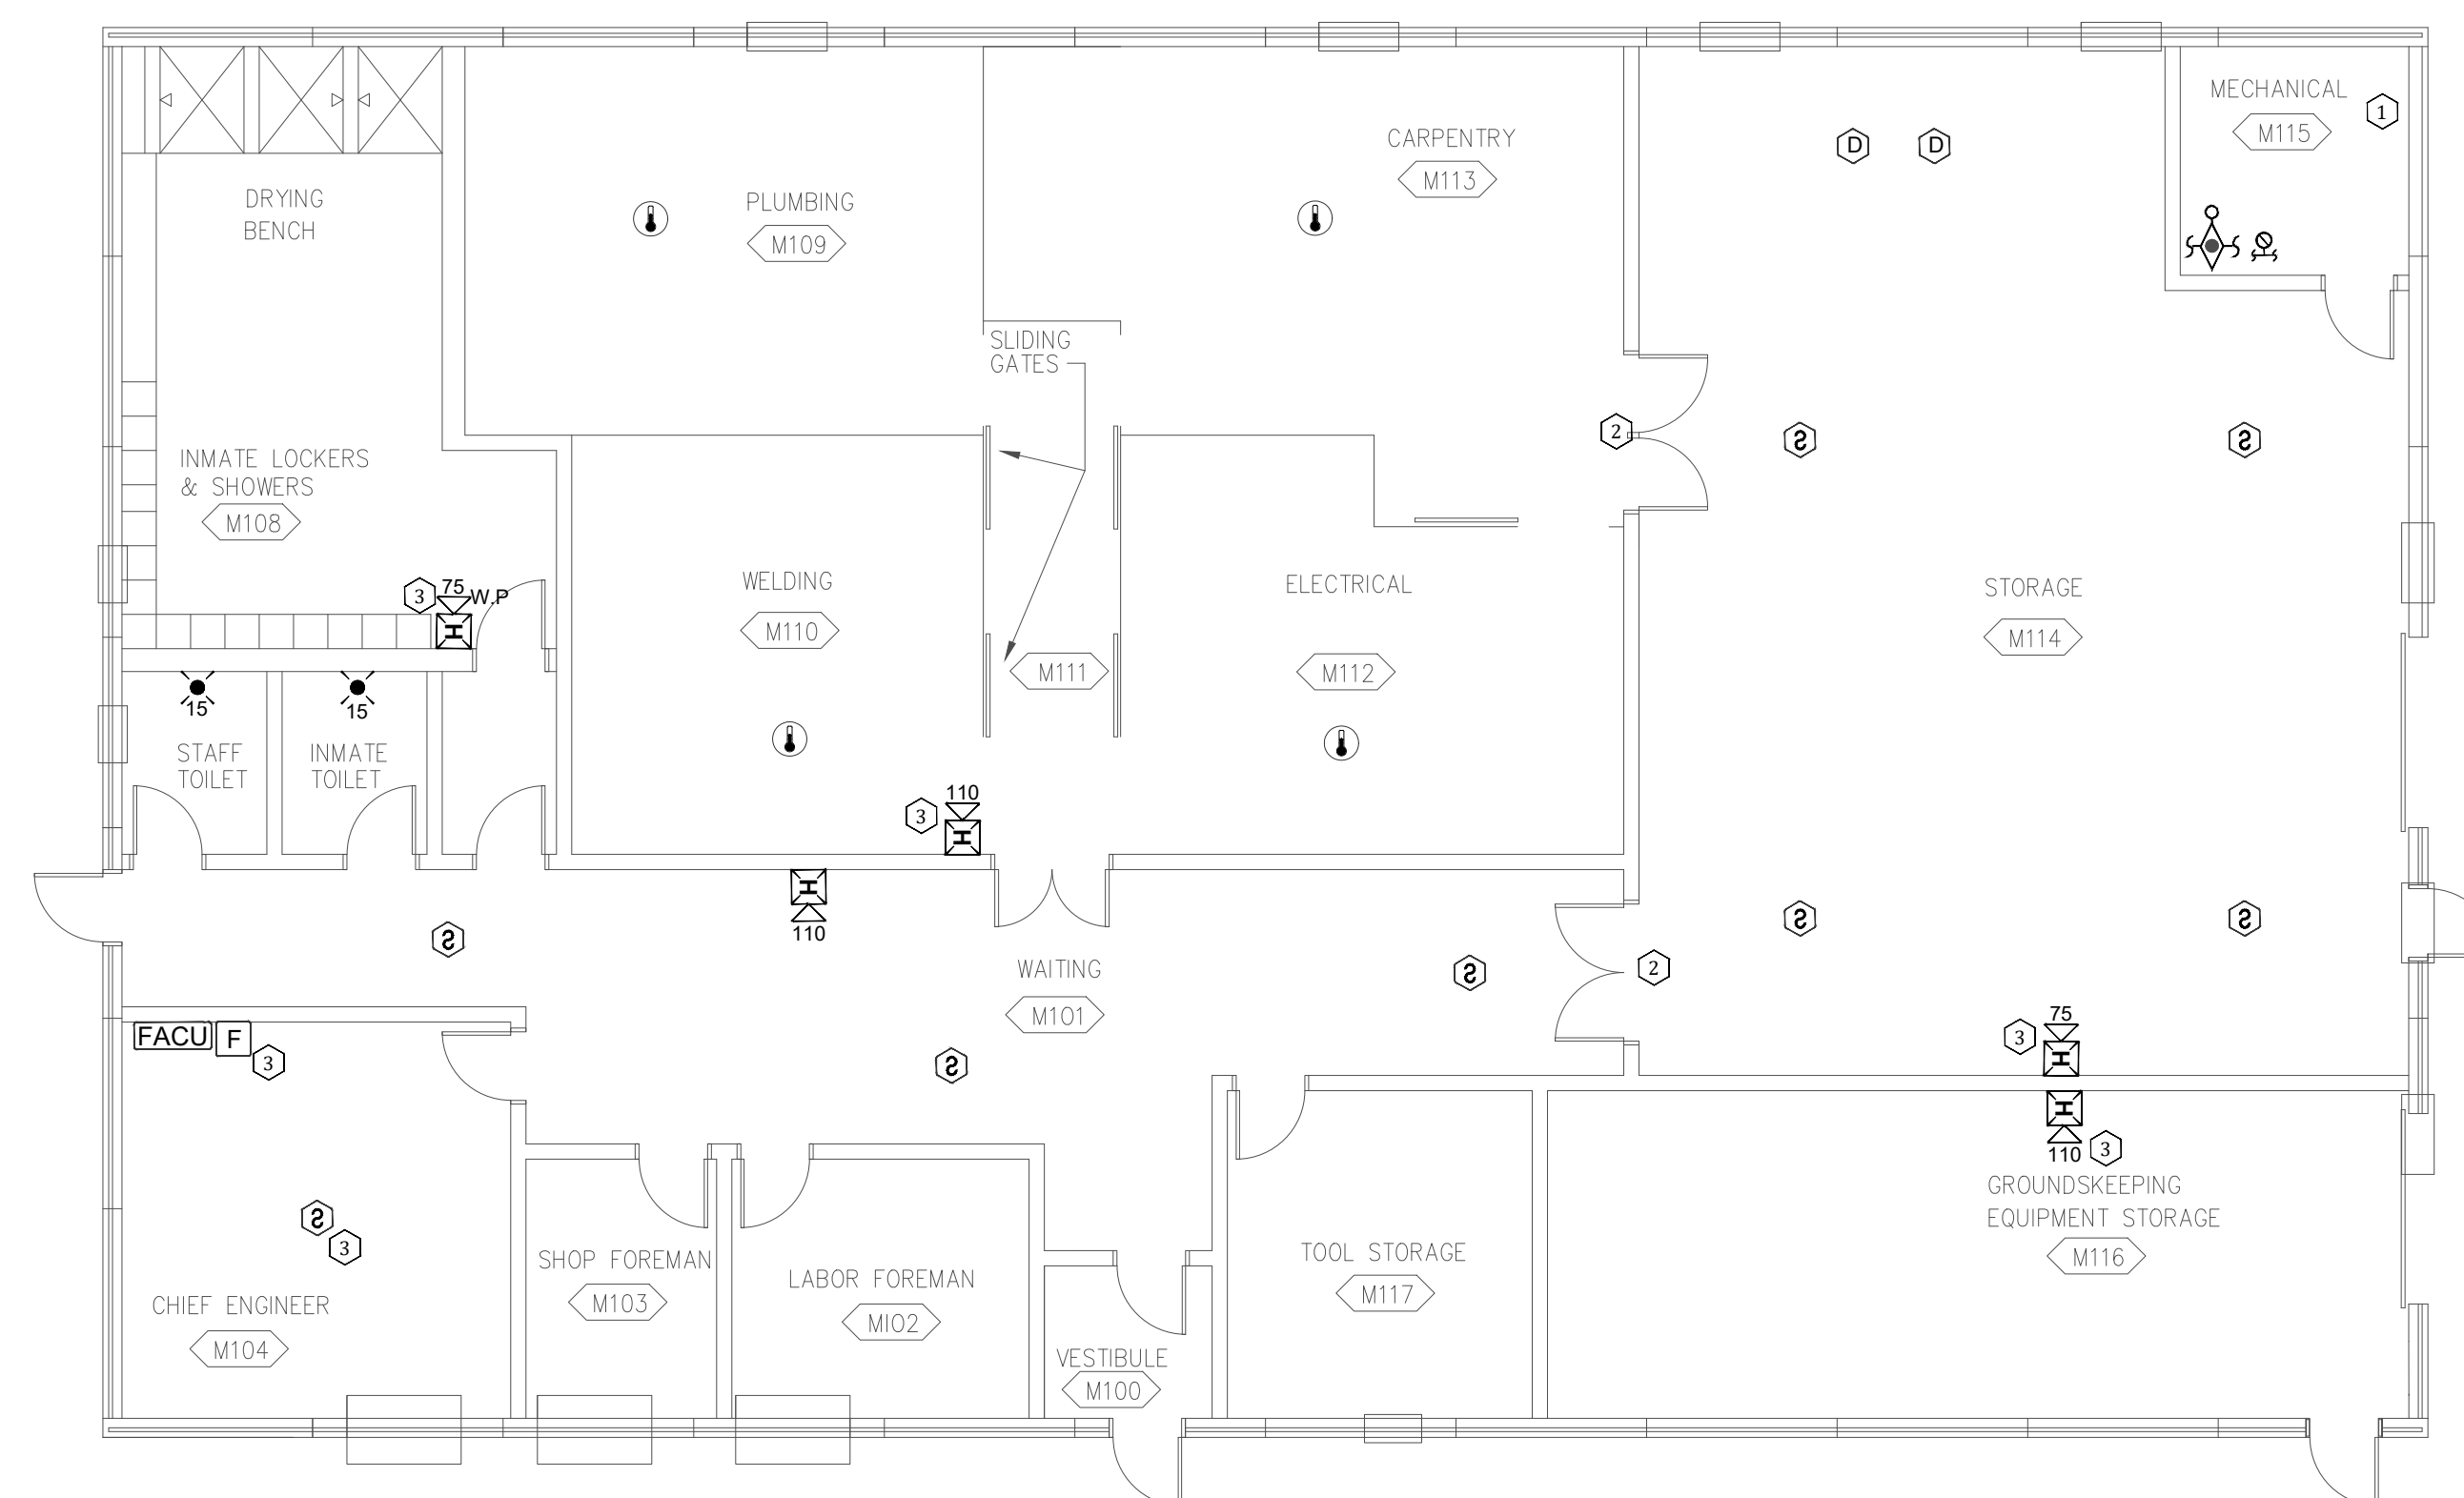 MECHANICAL
1
M115
D
D
CARPENTRY
M113
PLUMBING
M109
DRYING
BENCH
SLIDING
GATES
2
S
S
INMATE LOCKERS
& SHOWERS
M108
3
75
W.P
H
WELDING
M110
ELECTRICAL
M112
M111
STORAGE
M114
15
15
STAFF
TOILET
INMATE
TOILET
3
110
H
H
110
S
S
S
S
WAITING
M101
2
FACU
F
3
S
75
3
H
H
110
3
GROUNDSKEEPING
EQUIPMENT STORAGE
M116
S
3
CHIEF ENGINEER
M104
SHOP FOREMAN
M103
LABOR FOREMAN
MI02
TOOL STORAGE
M117
VESTIBULE
M100